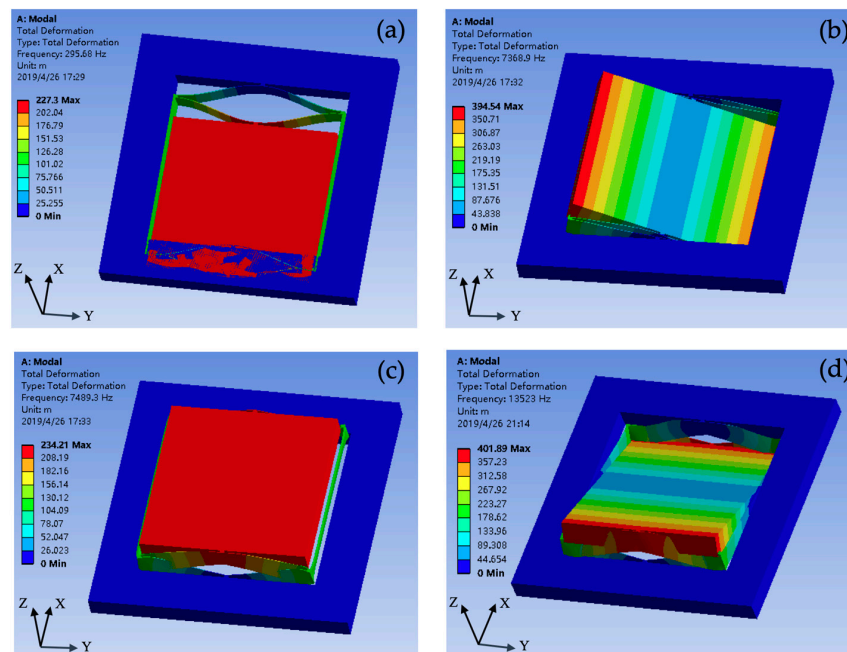 (a)
A: Modal
Total Deformation
Type: Total Deformation
Frequency: 295.68 Hz
Unit: m
2019/4/26 17:29
227.3 Max
202.04
176.79
151.53
126.28
101.02
75.766
50.511
25.255
0 Min
Z
X
Y
(b)
A: Modal
Total Deformation
Type: Total Deformation
Frequency: 7368.9 Hz
Unit: m
2019/4/26 17:32
394.54 Max
350.71
306.87
263.03
219.19
175.35
131.51
87.676
43.838
0 Min
Z
X
Y
(c)
A: Modal
Total Deformation
Type: Total Deformation
Frequency: 7489.3 Hz
Unit: m
2019/4/26 17:33
234.21 Max
208.19
182.16
156.14
130.12
104.09
78.07
52.047
26.023
0 Min
Z
X
Y
(d)
A: Modal
Total Deformation
Type: Total Deformation
Frequency: 13523 Hz
Unit: m
2019/4/26 21:14
401.89 Max
357.23
312.58
267.92
223.27
178.62
133.96
89.308
44.654
0 Min
Z
X
Y